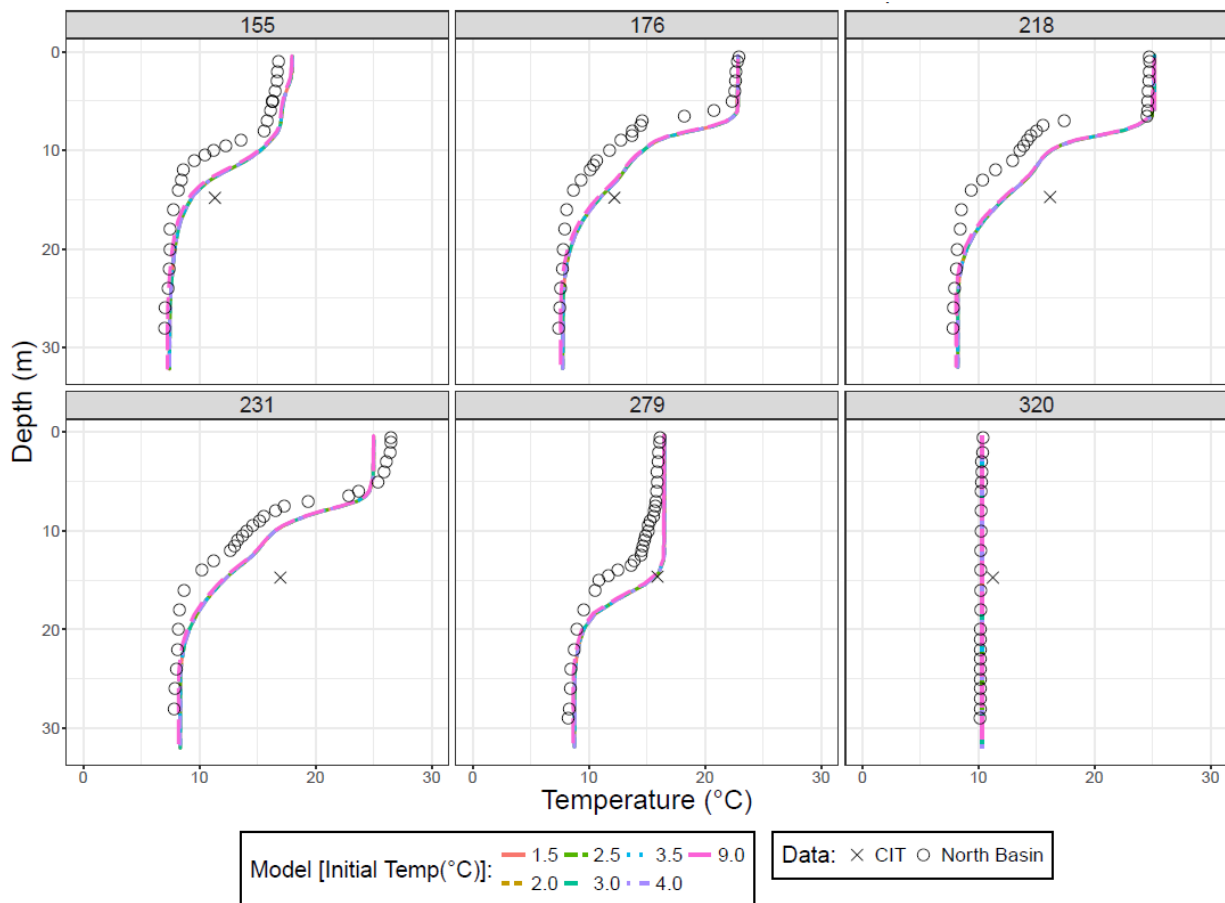 155 176 218
0
10
20
30
231 279 320
0
10
20
30
Depth (m)
0 10 20 30 0 10 20 30 0 10 20 30
Temperature (°C)
Model [Initial Temp(°C)]: 1.5 2.5 3.5 9.0
2.0 3.0 4.0
Data: CIT North Basin